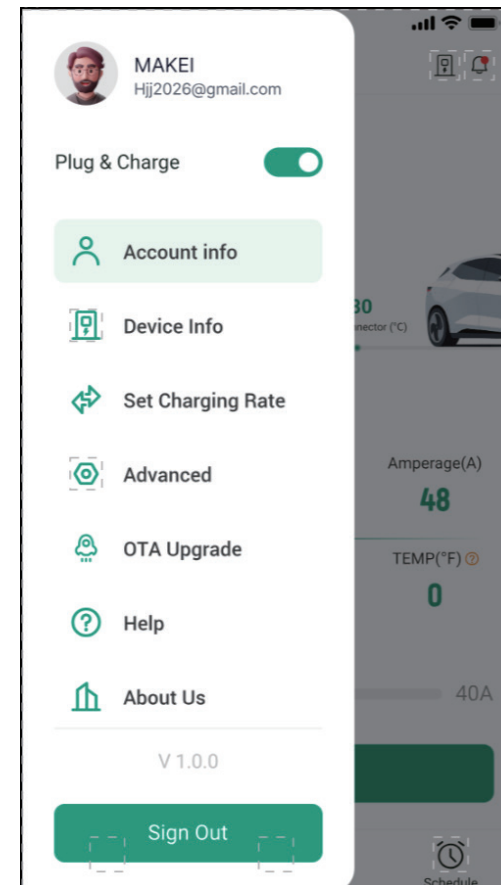 MAKEI
Hjj2026@gmail.com
Plug & Charge
Account info
Device Info
Set Charging Rate
Advanced
OTA Upgrade
Help
About Us
V 1.0.0
Sign Out
30
nnector (°C)
Amperage(A)
48
TEMP(°F)
0
40A
Schedule